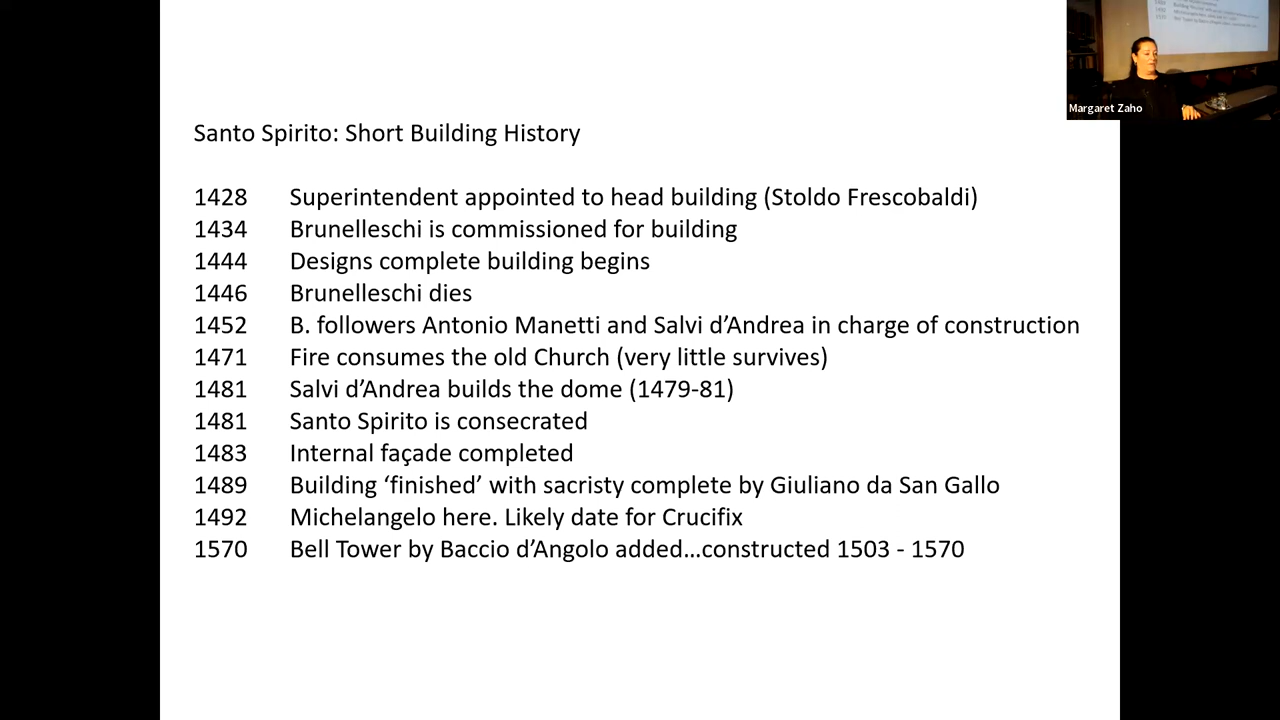 Margaret Zaho
Santo Spirito: Short Building History
1428 Superintendent appointed to head building (Stoldo Frescobaldi)
1434 Brunelleschi is commissioned for building
1444 Designs complete building begins
1446 Brunelleschi dies
1452 B. followers Antonio Manetti and Salvi d’Andrea in charge of construction
1471 Fire consumes the old Church (very little survives)
1481 Salvi d’Andrea builds the dome (1479-81)
1481 Santo Spirito is consecrated
1483 Internal façade completed
1489 Building ‘finished’ with sacristy complete by Giuliano da San Gallo
1492 Michelangelo here. Likely date for Crucifix
1570 Bell Tower by Baccio d’Angolo added…constructed 1503 - 1570